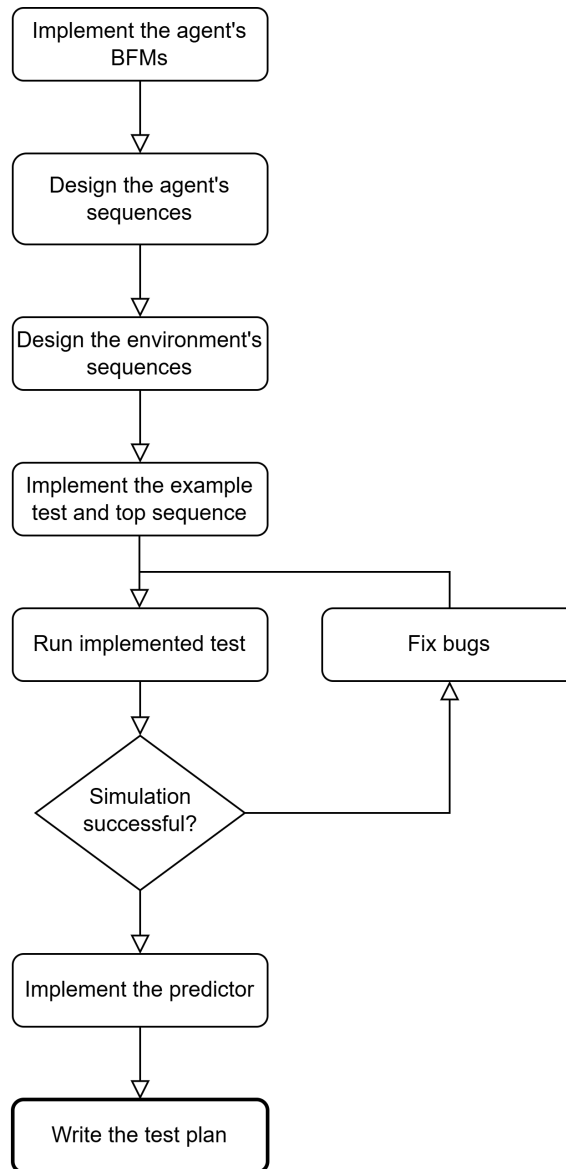 Implement the agent's
BFMs
Design the agent's
sequences
Design the environment's
sequences
Implement the example
test and top sequence
Run implemented test
Fix bugs
Simulation
successful?
Implement the predictor
Write the test plan